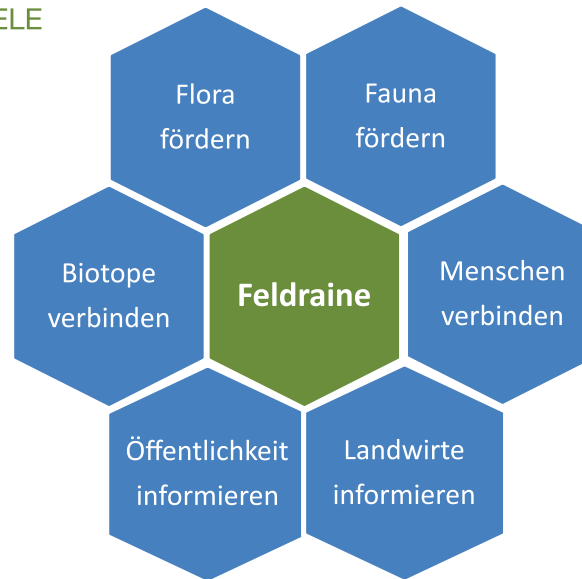 ELE
Flora
fördern
Fauna
fördern
Biotope
verbinden
Feldraine
Menschen
verbinden
Öffentlichkeit
informieren
Landwirte
informieren